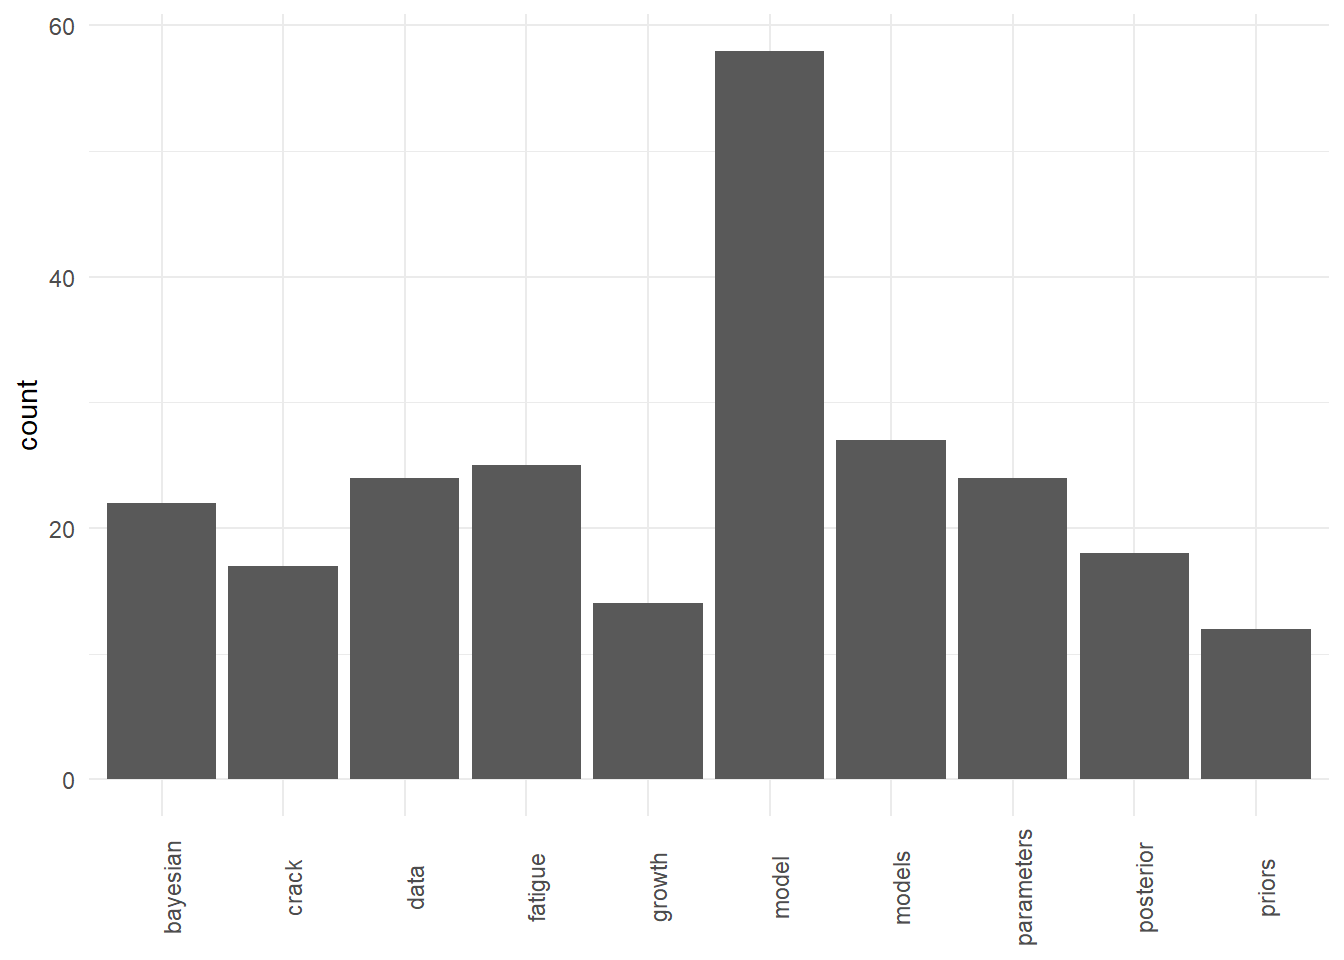 60
40
20
0
count
bayesian
crack
data
fatigue
growth
model
models
parameters
posterior
priors